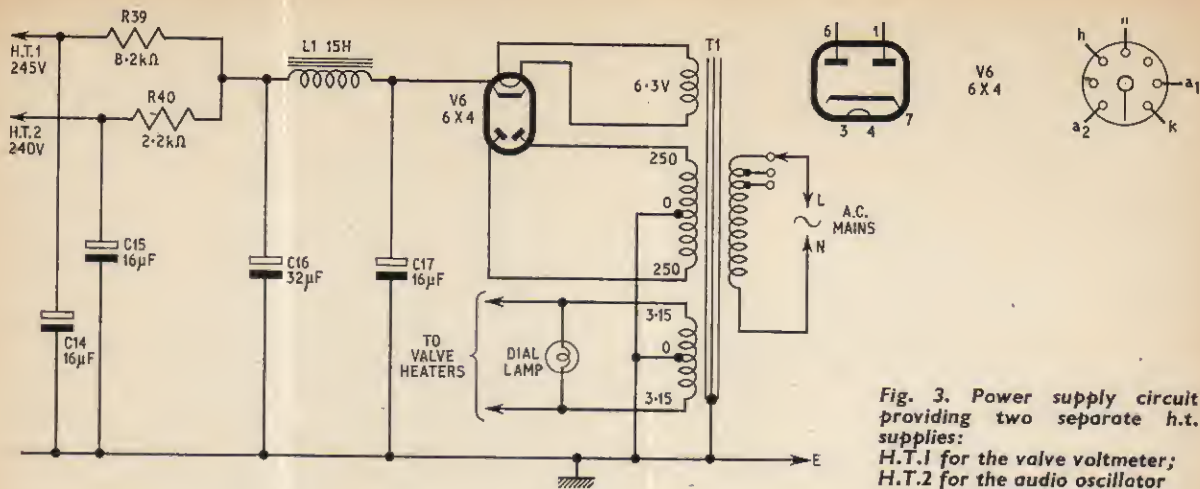 R39
8·2kΩ
H.T.1
245V
R40
2·2kΩ
H.T.2
240V
L1 15H
C14
16μF
C15
16μF
C16
32μF
C17
16μF
V6
6X4
T1
6·3V
250
0
250
3·15
0
3·15
TO
VALVE
HEATERS
DIAL
LAMP
L
A.C.
MAINS
N
E
6 1
3 4 7
V6
6X4
h
a1
a2
k
Fig. 3. Power supply circuit
providing two separate h.t.
supplies:
H.T.1 for the valve voltmeter;
H.T.2 for the audio oscillator